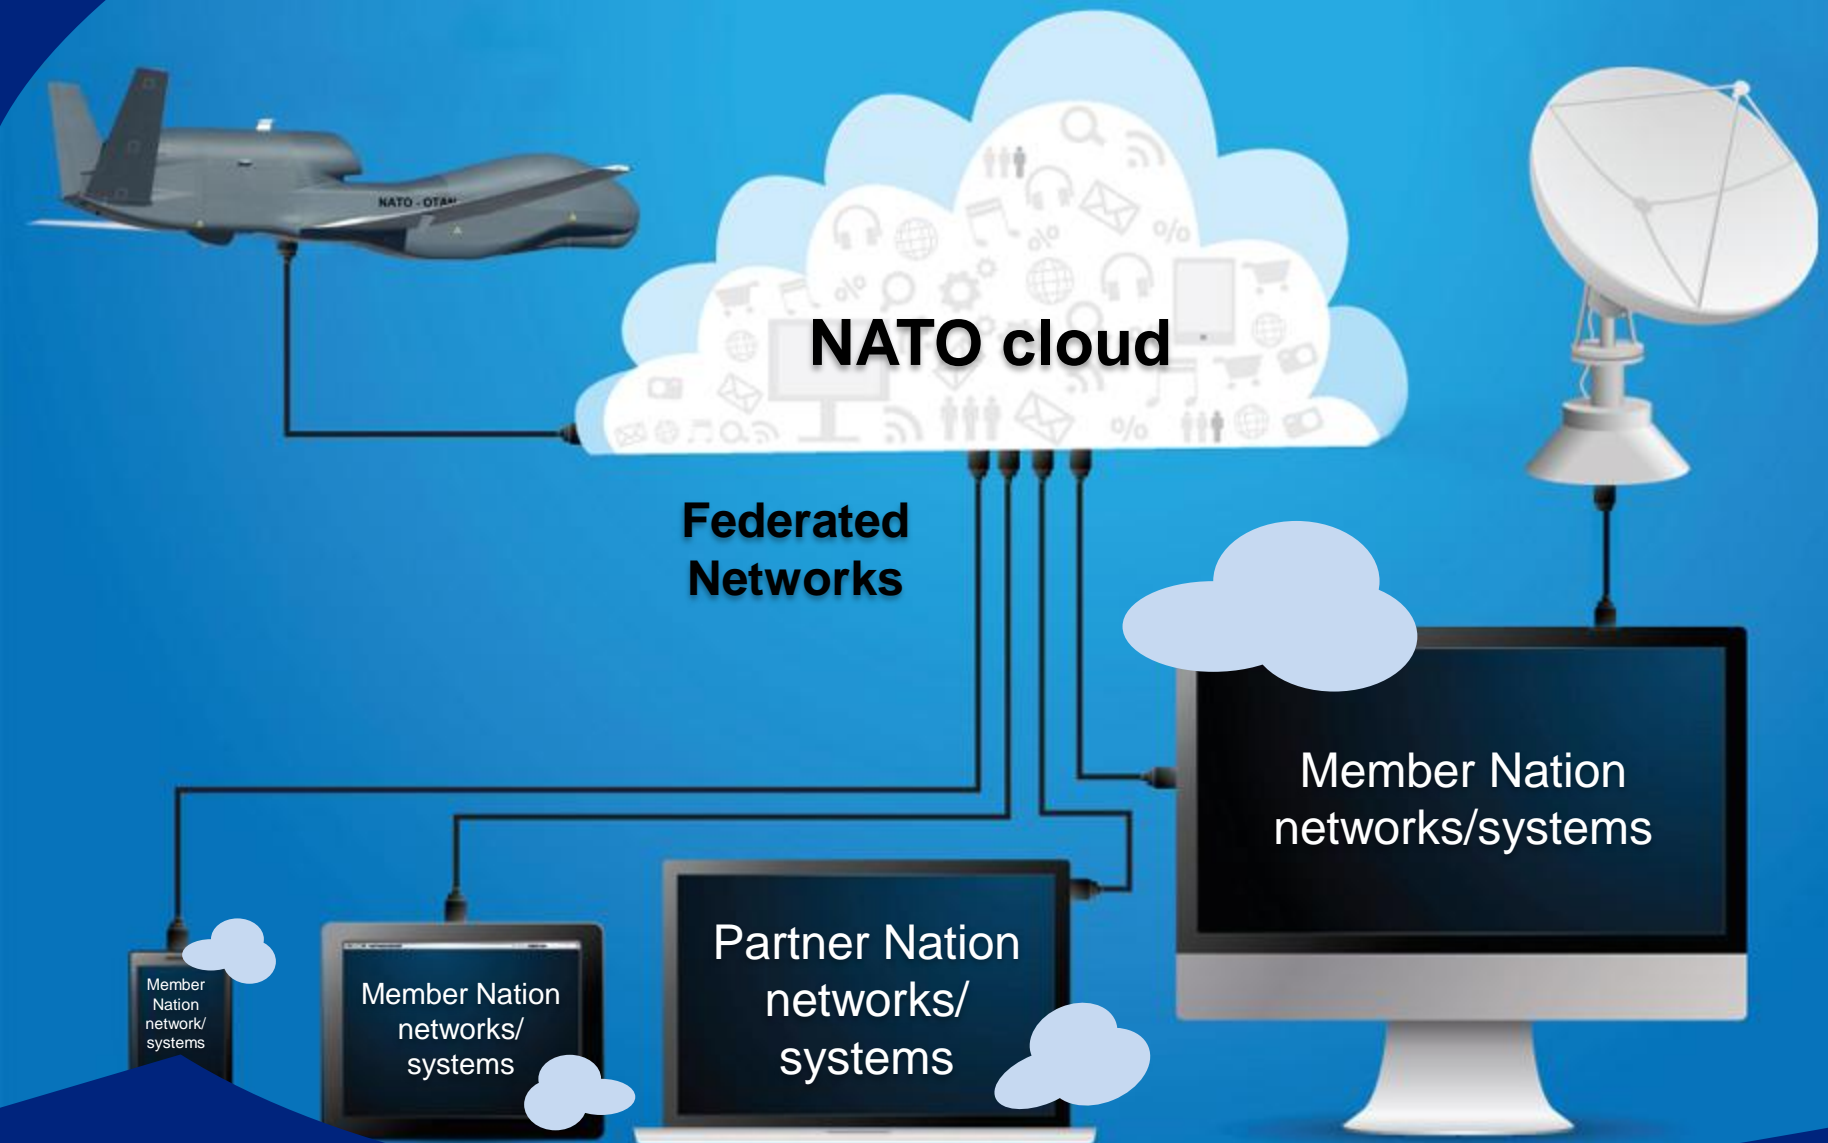 NATO - OTAN
NATO cloud
Federated
Networks
Member Nation
networks/systems
Partner Nation
networks/
systems
Member Nation
networks/
systems
Member
Nation
network/
systems